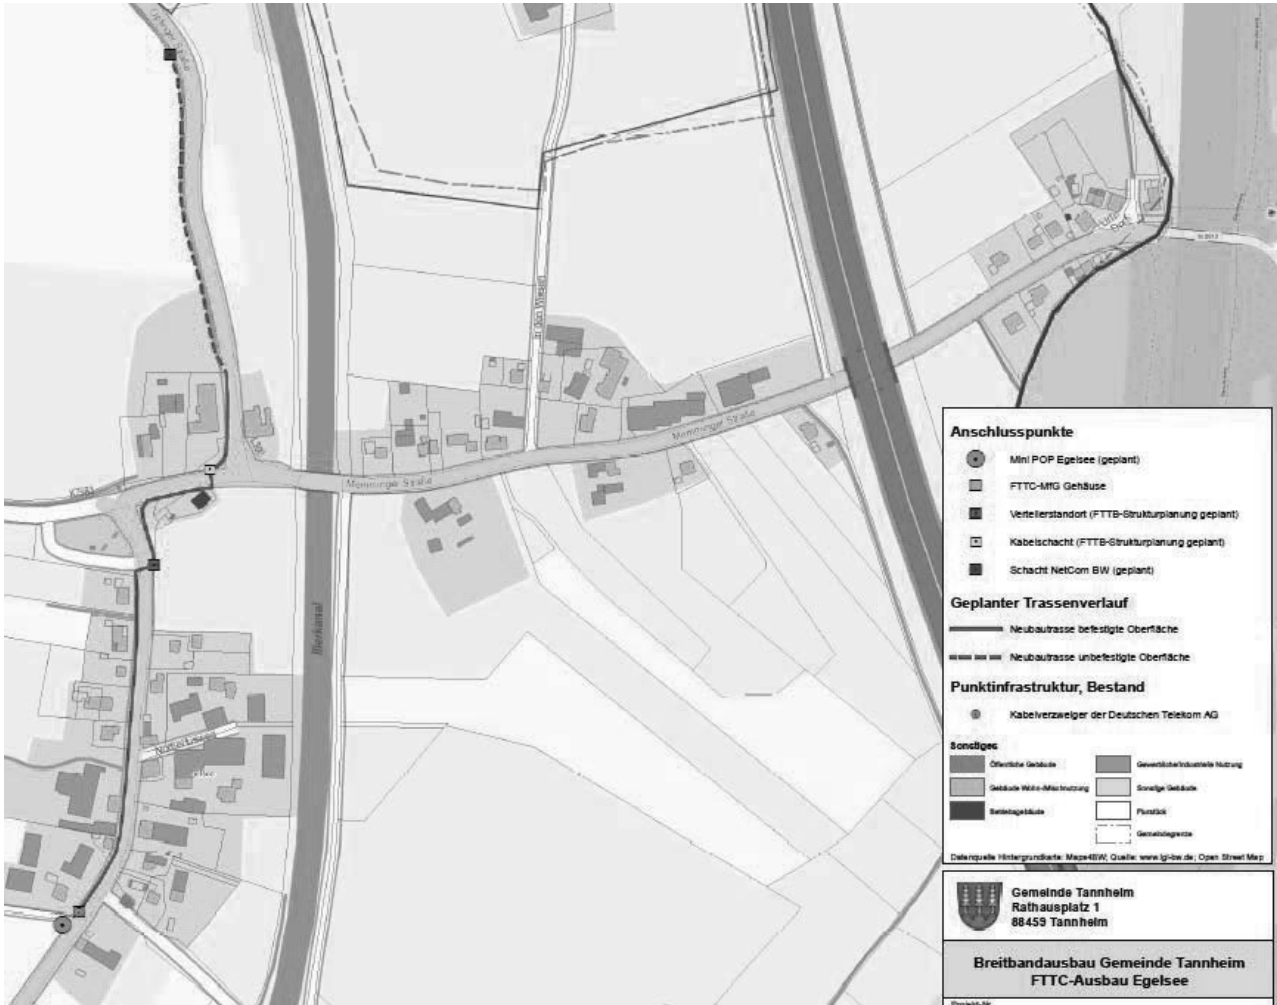 Memminger Straße
Memminger Straße
In den Wiesen
Illerkanal
Anschlusspunkte
Mini POP Egelsee (geplant)
FTTC-MfG Gehäuse
Verteilerstandort (FTTB-Strukturplanung geplant)
Kabelschacht (FTTB-Strukturplanung geplant)
Schacht NetCom BW (geplant)
Geplanter Trassenverlauf
Neubautrasse befestigte Oberfläche
Neubautrasse unbefestigte Oberfläche
Punktinfrastruktur, Bestand
Kabelverzweiger der Deutschen Telekom AG
Sonstiges
Öffentliche Gebäude
Gewerbliche/industrielle Nutzung
Gebäude Wohn-/Mischnutzung
Sonstige Gebäude
Betriebsgebäude
Flurstück
Gemeindegrenze
Datenquelle Hintergrundkarte: Maps4BW; Quelle: www.lgl-bw.de; Open Street Map
Gemeinde Tannheim
Rathausplatz 1
88459 Tannheim
Breitbandausbau Gemeinde Tannheim
FTTC-Ausbau Egelsee